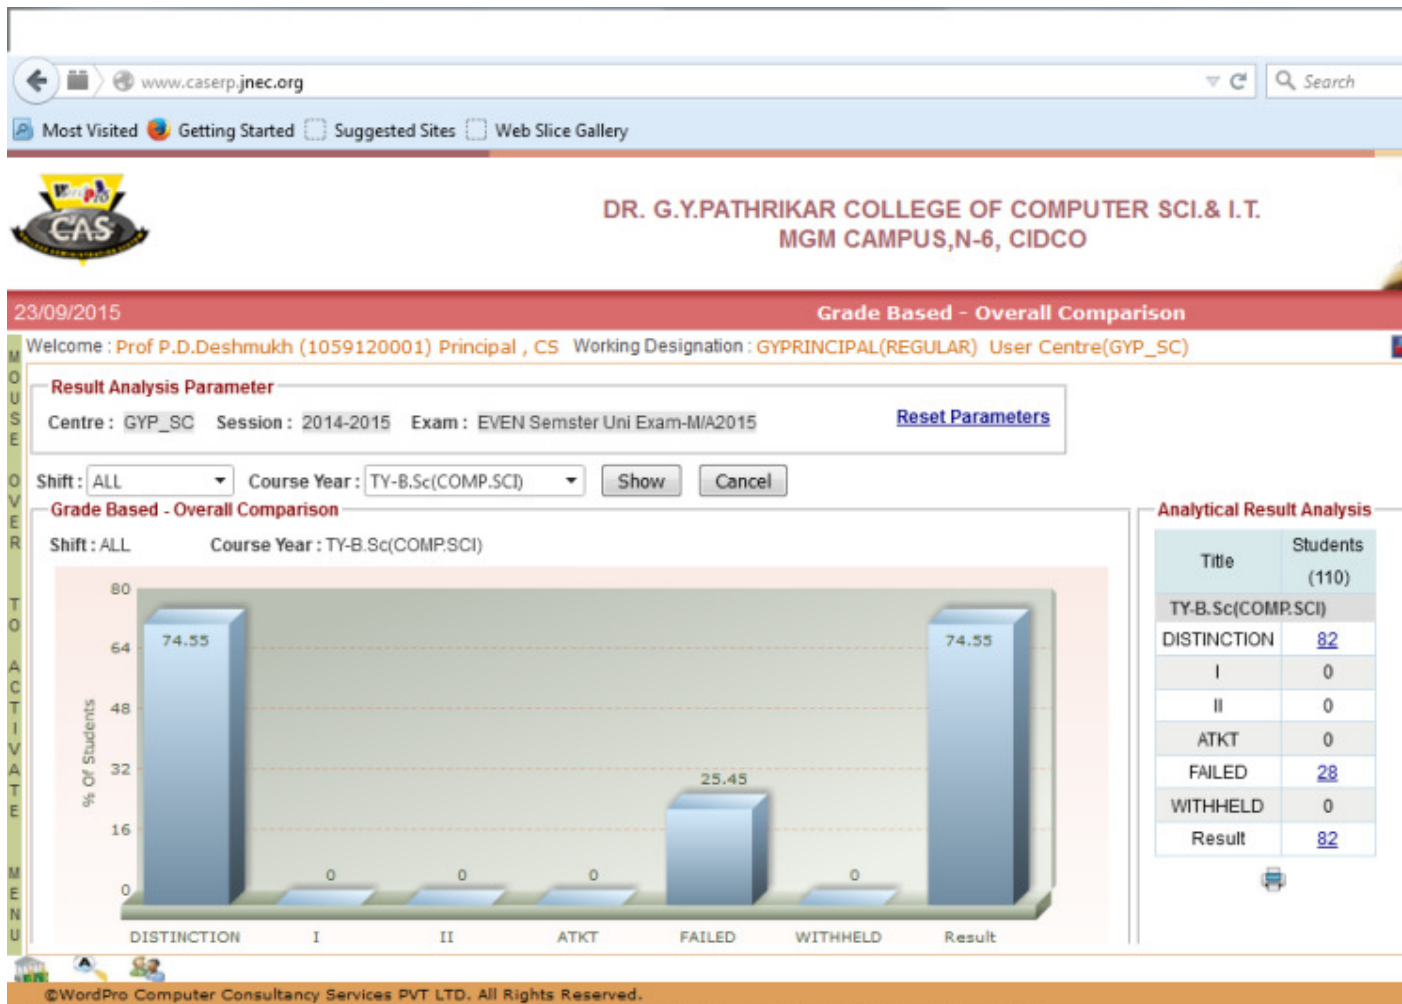 www.caserp.jnec.org
Search
Most Visited Getting Started Suggested Sites Web Slice Gallery
WordPro
CAS
DR. G.Y.PATHRIKAR COLLEGE OF COMPUTER SCI.& I.T.
MGM CAMPUS,N-6, CIDCO
23/09/2015 Grade Based - Overall Comparison
MOUSE OVER TO ACTIVATE MENU
Welcome : Prof P.D.Deshmukh (1059120001) Principal , CS Working Designation : GYPRINCIPAL(REGULAR) User Centre(GYP_SC)
Result Analysis Parameter
Centre : GYP_SC Session : 2014-2015 Exam : EVEN Semster Uni Exam-M/A2015 Reset Parameters
Shift : ALL Course Year : TY-B.Sc(COMP.SCI) Show Cancel
Grade Based - Overall Comparison
Shift : ALL Course Year : TY-B.Sc(COMP.SCI)
% Of Students
80
64
48
32
16
0
74.55
0
0
0
25.45
0
74.55
DISTINCTION I II ATKT FAILED WITHHELD Result
Analytical Result Analysis
Title Students
(110)
TY-B.Sc(COMP.SCI)
DISTINCTION 82
I 0
II 0
ATKT 0
FAILED 28
WITHHELD 0
Result 82
©WordPro Computer Consultancy Services PVT LTD. All Rights Reserved.